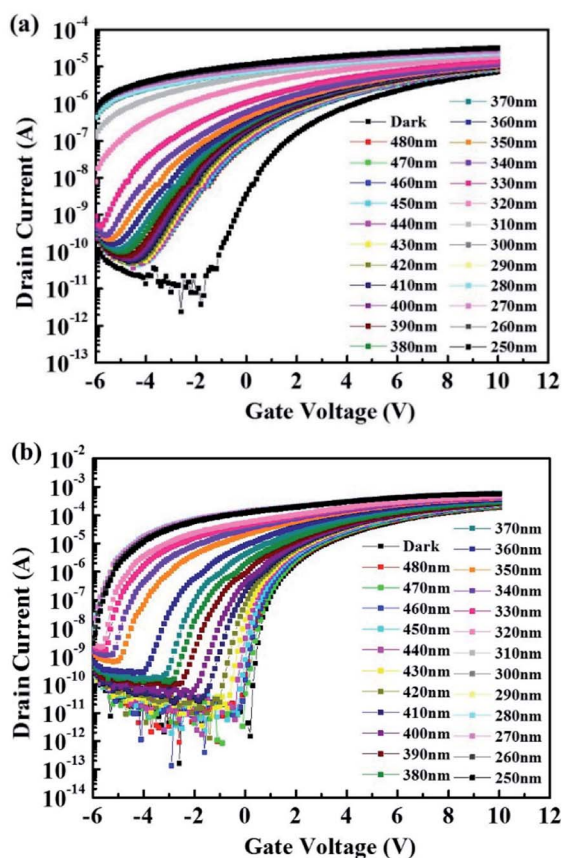 (a)
Drain Current (A)
10-4
10-5
10-6
10-7
10-8
10-9
10-10
10-11
10-12
10-13
Dark
480nm
470nm
460nm
450nm
440nm
430nm
420nm
410nm
400nm
390nm
380nm
370nm
360nm
350nm
340nm
330nm
320nm
310nm
300nm
290nm
280nm
270nm
260nm
250nm
-6 -4 -2 0 2 4 6 8 10 12
Gate Voltage (V)
(b)
Drain Current (A)
10-2
10-3
10-4
10-5
10-6
10-7
10-8
10-9
10-10
10-11
10-12
10-13
10-14
Dark
480nm
470nm
460nm
450nm
440nm
430nm
420nm
410nm
400nm
390nm
380nm
370nm
360nm
350nm
340nm
330nm
320nm
310nm
300nm
290nm
280nm
270nm
260nm
250nm
-6 -4 -2 0 2 4 6 8 10 12
Gate Voltage (V)